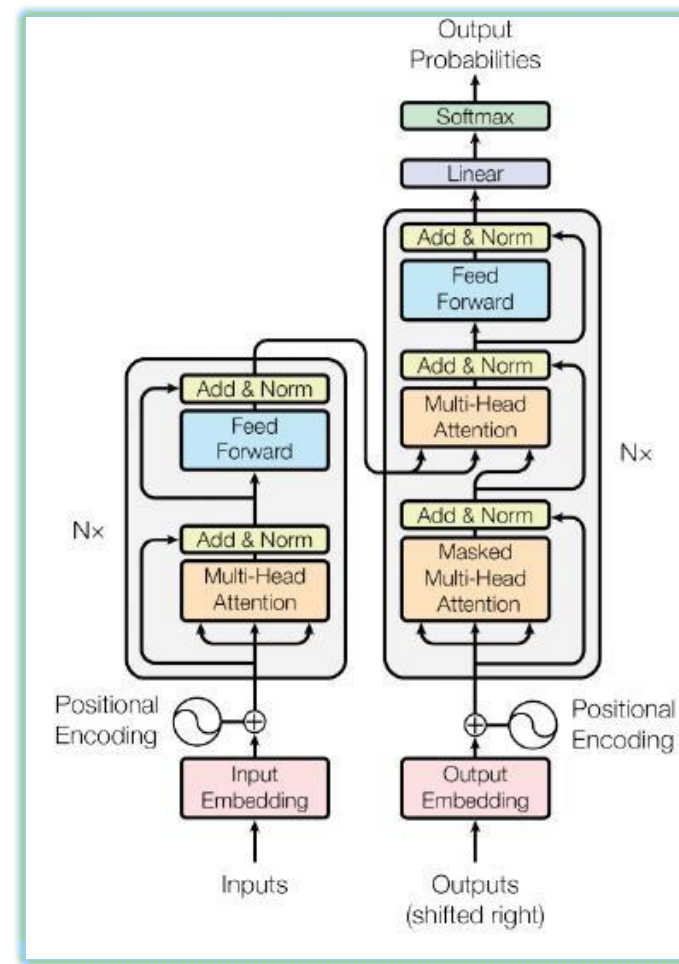 Output
Probabilities
Softmax
Linear
Add & Norm
Feed
Forward
Add & Norm
Multi-Head
Attention
Add & Norm
Masked
Multi-Head
Attention
Nx
Add & Norm
Feed
Forward
Add & Norm
Multi-Head
Attention
Nx
Positional
Encoding
Positional
Encoding
Input
Embedding
Output
Embedding
Inputs
Outputs
(shifted right)